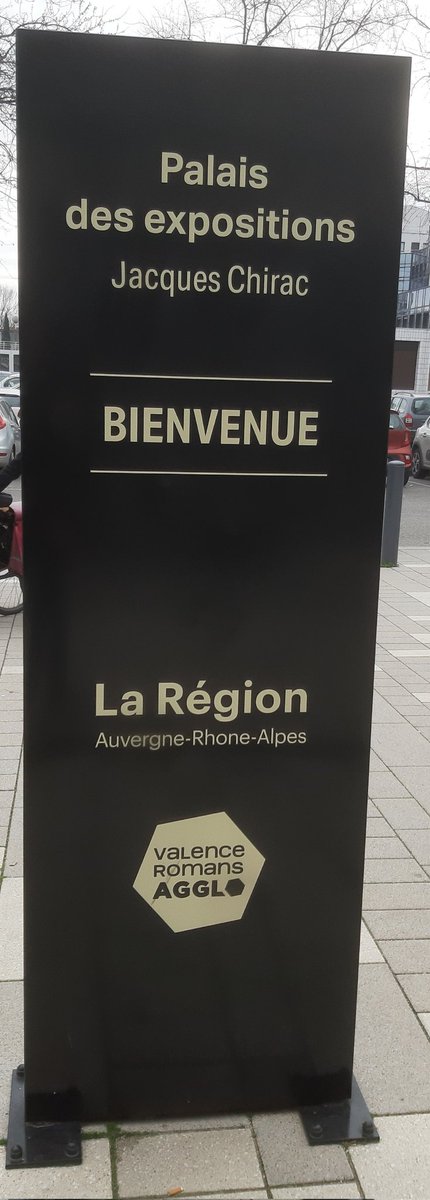 Palais
des expositions
Jacques Chirac
BIENVENUE
La Région
Auvergne-Rhone-Alpes
valence
romans
AGGLO